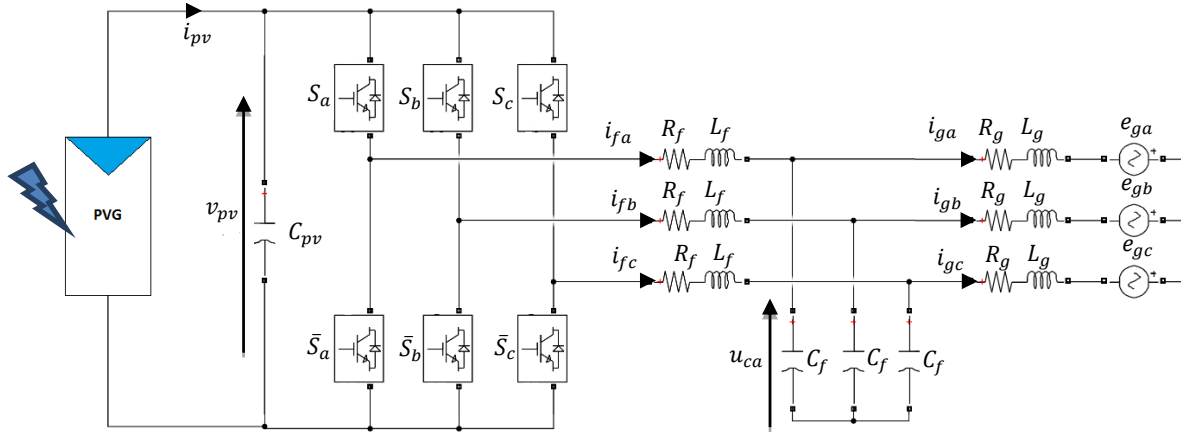 i_pv
S_a S_b S_c
i_fa R_f L_f i_ga R_g L_g e_ga
PVG
v_pv
C_pv
i_fb R_f L_f i_gb R_g L_g e_gb
i_fc R_f L_f i_gc R_g L_g e_gc
S̄_a S̄_b S̄_c
u_ca C_f C_f C_f